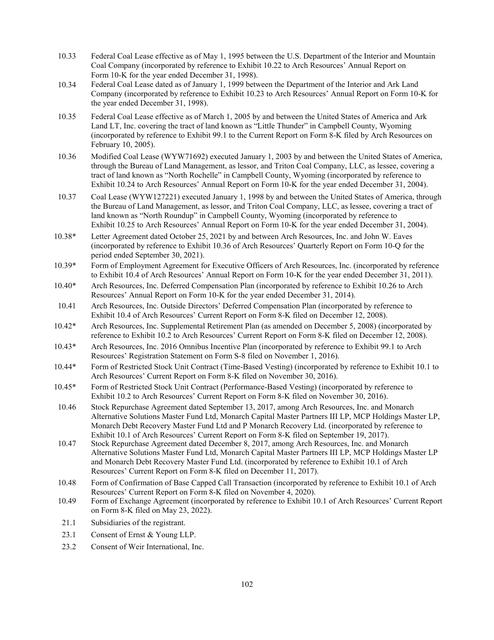 10.33 Federal Coal Lease effective as of May 1, 1995 between the U.S. Department of the Interior and Mountain
Coal Company (incorporated by reference to Exhibit 10.22 to Arch Resources' Annual Report on
Form 10-K for the year ended December 31, 1998).
10.34 Federal Coal Lease dated as of January 1, 1999 between the Department of the Interior and Ark Land
Company (incorporated by reference to Exhibit 10.23 to Arch Resources' Annual Report on Form 10-K for
the year ended December 31, 1998).
10.35 Federal Coal Lease effective as of March 1, 2005 by and between the United States of America and Ark
Land LT, Inc. covering the tract of land known as “Little Thunder” in Campbell County, Wyoming
(incorporated by reference to Exhibit 99.1 to the Current Report on Form 8-K filed by Arch Resources on
February 10, 2005).
10.36 Modified Coal Lease (WYW71692) executed January 1, 2003 by and between the United States of America,
through the Bureau of Land Management, as lessor, and Triton Coal Company, LLC, as lessee, covering a
tract of land known as “North Rochelle” in Campbell County, Wyoming (incorporated by reference to
Exhibit 10.24 to Arch Resources' Annual Report on Form 10-K for the year ended December 31, 2004).
10.37 Coal Lease (WYW127221) executed January 1, 1998 by and between the United States of America, through
the Bureau of Land Management, as lessor, and Triton Coal Company, LLC, as lessee, covering a tract of
land known as “North Roundup” in Campbell County, Wyoming (incorporated by reference to
Exhibit 10.25 to Arch Resources' Annual Report on Form 10-K for the year ended December 31, 2004).
10.38* Letter Agreement dated October 25, 2021 by and between Arch Resources, Inc. and John W. Eaves
(incorporated by reference to Exhibit 10.36 of Arch Resources' Quarterly Report on Form 10-Q for the
period ended September 30, 2021).
10.39* Form of Employment Agreement for Executive Officers of Arch Resources, Inc. (incorporated by reference
to Exhibit 10.4 of Arch Resources' Annual Report on Form 10-K for the year ended December 31, 2011).
10.40* Arch Resources, Inc. Deferred Compensation Plan (incorporated by reference to Exhibit 10.26 to Arch
Resources' Annual Report on Form 10-K for the year ended December 31, 2014).
10.41 Arch Resources, Inc. Outside Directors' Deferred Compensation Plan (incorporated by reference to
Exhibit 10.4 of Arch Resources' Current Report on Form 8-K filed on December 12, 2008).
10.42* Arch Resources, Inc. Supplemental Retirement Plan (as amended on December 5, 2008) (incorporated by
reference to Exhibit 10.2 to Arch Resources' Current Report on Form 8-K filed on December 12, 2008).
10.43* Arch Resources, Inc. 2016 Omnibus Incentive Plan (incorporated by reference to Exhibit 99.1 to Arch
Resources' Registration Statement on Form S-8 filed on November 1, 2016).
10.44* Form of Restricted Stock Unit Contract (Time-Based Vesting) (incorporated by reference to Exhibit 10.1 to
Arch Resources' Current Report on Form 8-K filed on November 30, 2016).
10.45* Form of Restricted Stock Unit Contract (Performance-Based Vesting) (incorporated by reference to
Exhibit 10.2 to Arch Resources' Current Report on Form 8-K filed on November 30, 2016).
10.46 Stock Repurchase Agreement dated September 13, 2017, among Arch Resources, Inc. and Monarch
Alternative Solutions Master Fund Ltd, Monarch Capital Master Partners III LP, MCP Holdings Master LP,
Monarch Debt Recovery Master Fund Ltd and P Monarch Recovery Ltd. (incorporated by reference to
Exhibit 10.1 of Arch Resources' Current Report on Form 8-K filed on September 19, 2017).
10.47 Stock Repurchase Agreement dated December 8, 2017, among Arch Resources, Inc. and Monarch
Alternative Solutions Master Fund Ltd, Monarch Capital Master Partners III LP, MCP Holdings Master LP
and Monarch Debt Recovery Master Fund Ltd. (incorporated by reference to Exhibit 10.1 of Arch
Resources' Current Report on Form 8-K filed on December 11, 2017).
10.48 Form of Confirmation of Base Capped Call Transaction (incorporated by reference to Exhibit 10.1 of Arch
Resources' Current Report on Form 8-K filed on November 4, 2020).
10.49 Form of Exchange Agreement (incorporated by reference to Exhibit 10.1 of Arch Resources' Current Report
on Form 8-K filed on May 23, 2022).
21.1 Subsidiaries of the registrant.
23.1 Consent of Ernst & Young LLP.
23.2 Consent of Weir International, Inc.
102